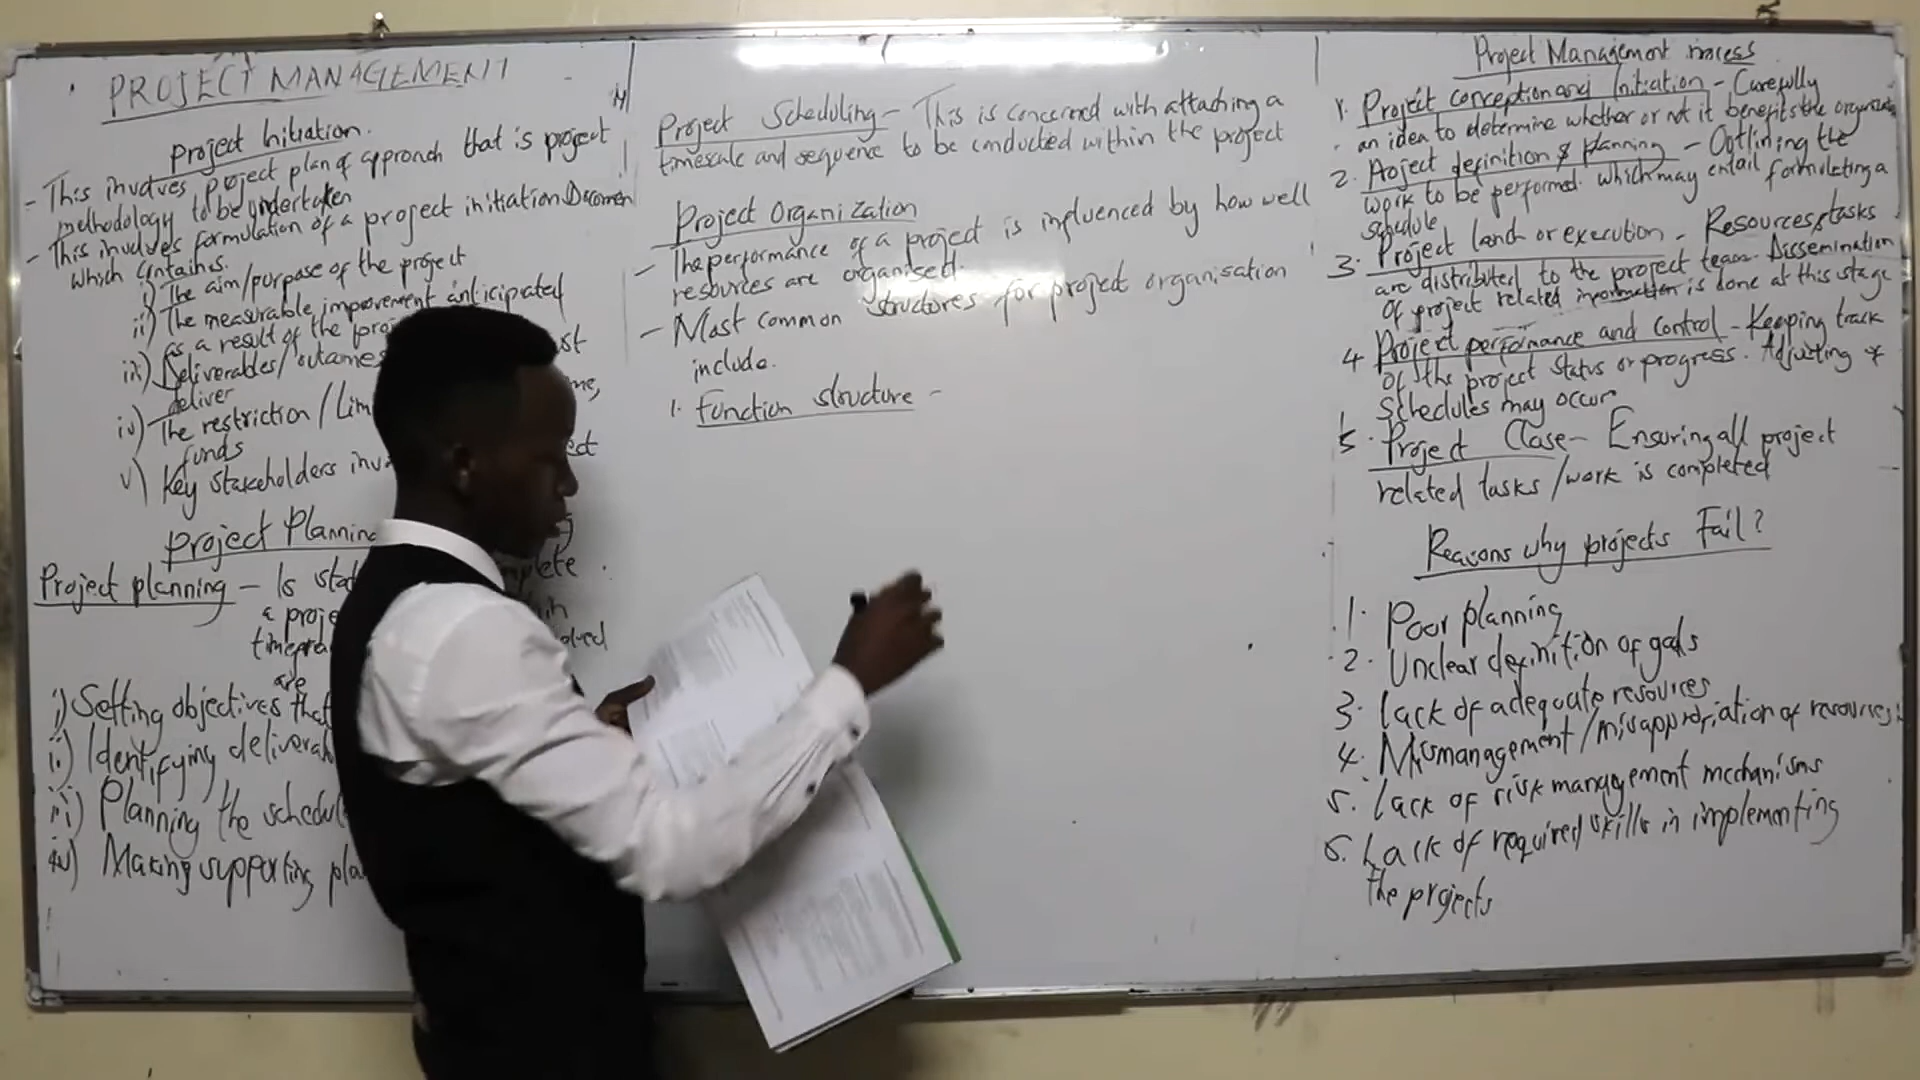 PROJECT MANAGEMENT
Project Initiation.
- This involves project plan of approach that is project
methodology to be undertaken
- This involves formulation of a project initiation Documen
which contains.
i) The aim/purpose of the project
ii) The measurable improvement anticipated
as a result of the proj
iii) Deliverables/outcomes
deliver
iv) The restriction/Lim
funds
v) Key stakeholders inv
Project Planning
Project planning - Is stat
a proje
timefra
are
i) Setting objectives that
ii) Identifying deliverab
iii) Planning the schedul
iv) Making supporting pla
Project Scheduling - This is concerned with attaching a
timescale and sequence to be conducted within the project
Project Organization
- The performance of a project is influenced by how well
resources are organised.
- Most common structures for project organisation
include.
1. Function structure -
Project Management process
1. Project conception and Initiation - Carefully
an idea to determine whether or not it benefits the organizatio
2. Project definition & planning - Outlining the
work to be performed. which may entail formulating a
schedule
3. Project lanch or execution - Resources & tasks
are distributed to the project team. Dissemination
of project related information is done at this stage
4 Project performance and control - Keeping track
of the project status or progress. Adjusting of
schedules may occur
5. Project Close - Ensuring all project
related tasks/work is completed
Reasons why projects Fail?
1. Poor planning
2. Unclear definition of goals
3. Lack of adequate resources
4. Mismanagement/misappropriation of resources
5. Lack of risk management mechanisms
6. Lack of required skills in implementing
the projects